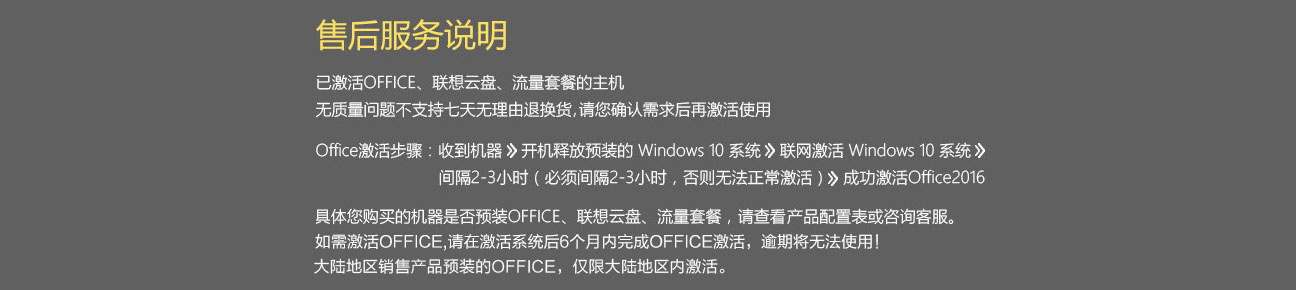 售后服务说明
已激活OFFICE、联想云盘、流量套餐的主机
无质量问题不支持七天无理由退换货,请您确认需求后再激活使用
Office激活步骤：收到机器》开机释放预装的 Windows 10 系统》联网激活 Windows 10 系统》
间隔2-3小时（必须间隔2-3小时，否则无法正常激活）》成功激活Office2016
具体您购买的机器是否预装OFFICE、联想云盘、流量套餐，请查看产品配置表或咨询客服。
如需激活OFFICE,请在激活系统后6个月内完成OFFICE激活，逾期将无法使用！
大陆地区销售产品预装的OFFICE，仅限大陆地区内激活。